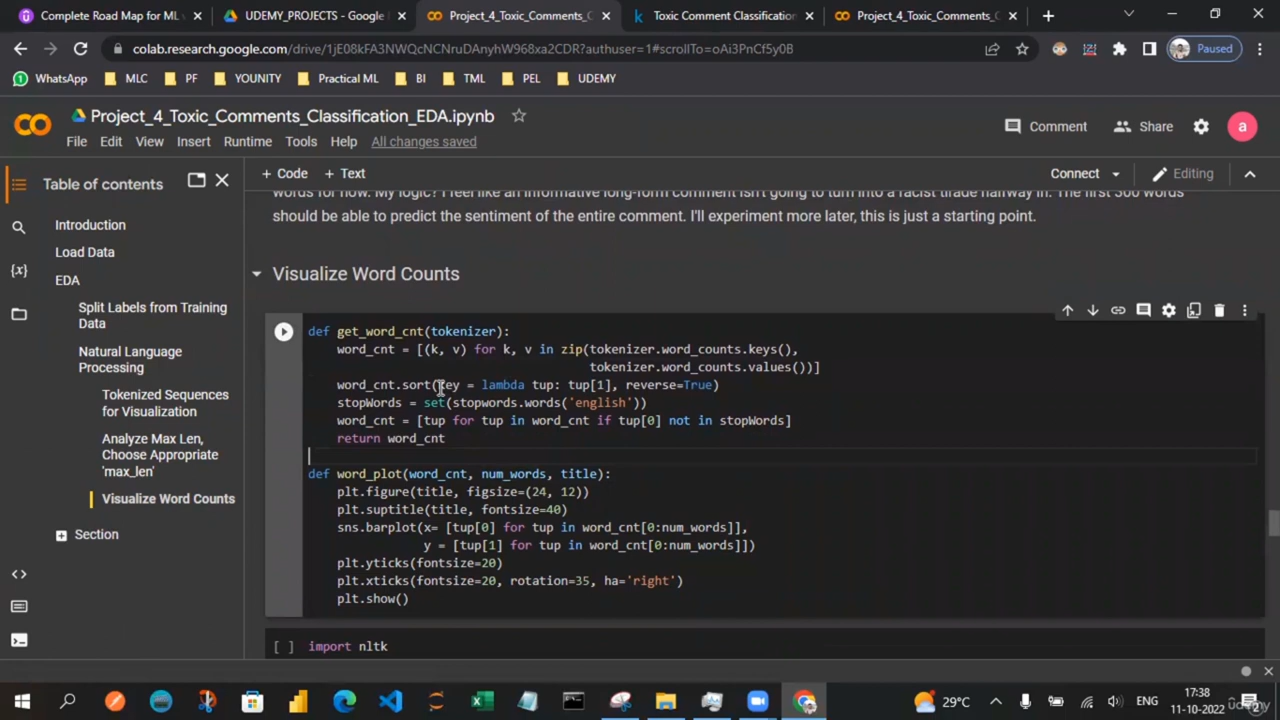 Complete Road Map for ML w
UDEMY_PROJECTS - Google D
Project_4_Toxic_Comments_C
Toxic Comment Classification
Project_4_Toxic_Comments_C
colab.research.google.com/drive/1jE08kFA3NWQcNCNruDAnyhW968xa2CDR?authuser=1#scrollTo=oAi3PnCf5y0B
Paused
WhatsApp
MLC
PF
YOUNITY
Practical ML
BI
TML
PEL
UDEMY
Project_4_Toxic_Comments_Classification_EDA.ipynb
Comment
Share
a
File Edit View Insert Runtime Tools Help All changes saved
Table of contents
+ Code + Text
Connect
Editing
Introduction
Load Data
EDA
Split Labels from Training
Data
Natural Language
Processing
Tokenized Sequences
for Visualization
Analyze Max Len,
Choose Appropriate
'max_len'
Visualize Word Counts
Section
words for now. My logic? I feel like an informative long-form comment isn't going to turn into a racist tirade halfway in. The first 300 words
should be able to predict the sentiment of the entire comment. I'll experiment more later, this is just a starting point.
Visualize Word Counts
def get_word_cnt(tokenizer):
word_cnt = [(k, v) for k, v in zip(tokenizer.word_counts.keys(),
tokenizer.word_counts.values())]
word_cnt.sort(key = lambda tup: tup[1], reverse=True)
stopWords = set(stopwords.words('english'))
word_cnt = [tup for tup in word_cnt if tup[0] not in stopWords]
return word_cnt
def word_plot(word_cnt, num_words, title):
plt.figure(title, figsize=(24, 12))
plt.suptitle(title, fontsize=40)
sns.barplot(x= [tup[0] for tup in word_cnt[0:num_words]],
y = [tup[1] for tup in word_cnt[0:num_words]])
plt.yticks(fontsize=20)
plt.xticks(fontsize=20, rotation=35, ha='right')
plt.show()
[ ] import nltk
29°C
ENG
17:38
11-10-2022
udemy